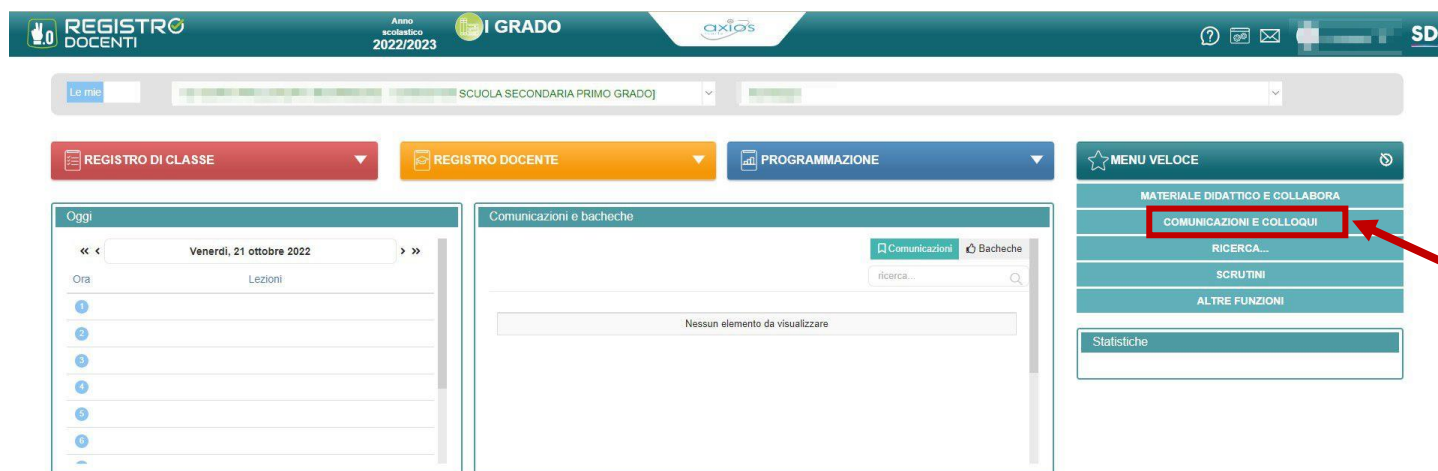 REGISTRO
DOCENTI
Anno
scolastico
2022/2023
I GRADO
axios
SD
Le mie
SCUOLA SECONDARIA PRIMO GRADO]
REGISTRO DI CLASSE
REGISTRO DOCENTE
PROGRAMMAZIONE
MENU VELOCE
MATERIALE DIDATTICO E COLLABORA
COMUNICAZIONI E COLLOQUI
RICERCA...
SCRUTINI
ALTRE FUNZIONI
Statistiche
Oggi
« ‹ Venerdì, 21 ottobre 2022 › »
Ora Lezioni
1
2
3
4
5
6
Comunicazioni e bacheche
Comunicazioni Bacheche
ricerca...
Nessun elemento da visualizzare